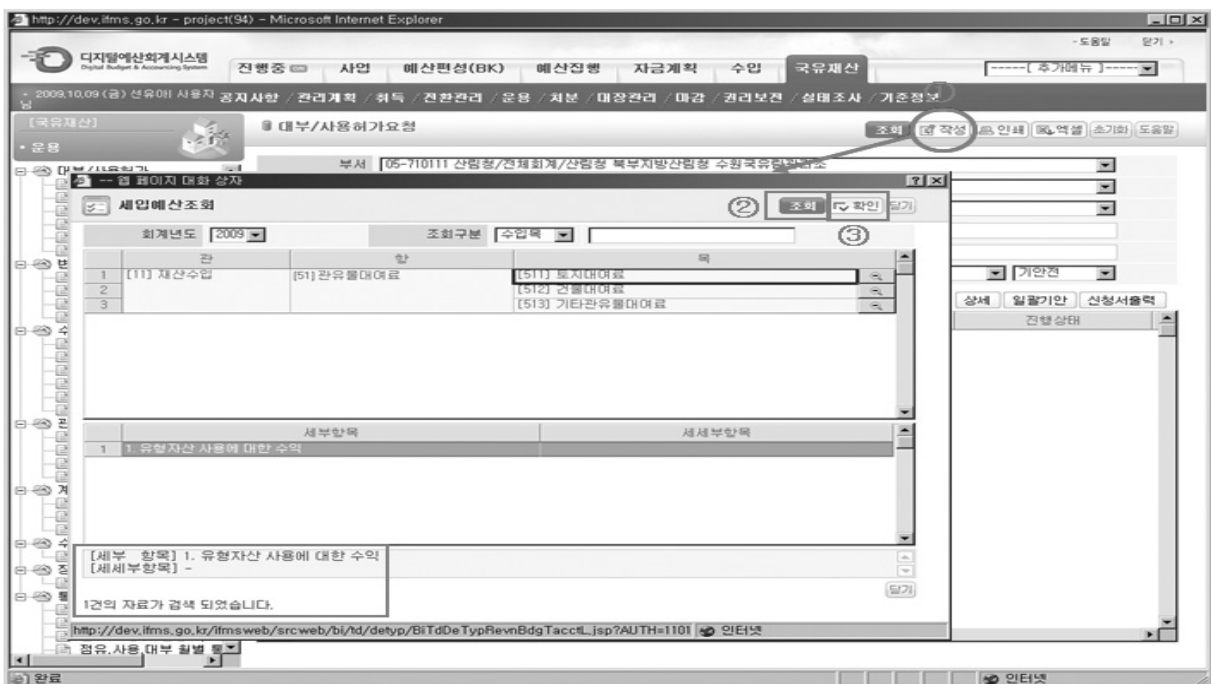 http://dev.ifms.go.kr - project(94) - Microsoft Internet Explorer
- 도움말 닫기
디지털예산회계시스템
Digital Budget & Accounting System
진행중 사업 예산편성(BK) 예산집행 자금계획 수입 국유재산
-----[ 추가메뉴 ]-----
2009.10.09 (금) 선유아 사용자님
공지사항 / 관리계획 / 취득 / 전환관리 / 운용 / 처분 / 대장관리 / 마감 / 권리보전 / 실태조사 / 기준정보
①
[국유재산]
• 운용
대부/사용허가요청
조회 작성 인쇄 엑셀 초기화 도움말
대부/사용허가
부서 05-710111 산림청/전체회계/산림청 북부지방산림청 수원국유림관리소
-- 웹 페이지 대화 상자
세입예산조회
② 조회 확인 닫기
③
회계년도 2009 조회구분 수입목
관 항 목
1 [11] 재산수입 [51]관유물대여료 [511] 토지대여료
2 [512] 건물대여료
3 [513] 기타관유물대여료
기안전
상세 일괄기안 신청서출력
진행상태
세부항목 세세부항목
1 1. 유형자산 사용에 대한 수익
[세부 항목] 1. 유형자산 사용에 대한 수익
[세세부항목] -
닫기
1건의 자료가 검색 되었습니다.
http://dev.ifms.go.kr/ifmsweb/srcweb/bi/td/detyp/BiTdDeTypRevnBdgTacctL.jsp?AUTH=1101 인터넷
점유,사용,대부 월별 통
완료 인터넷